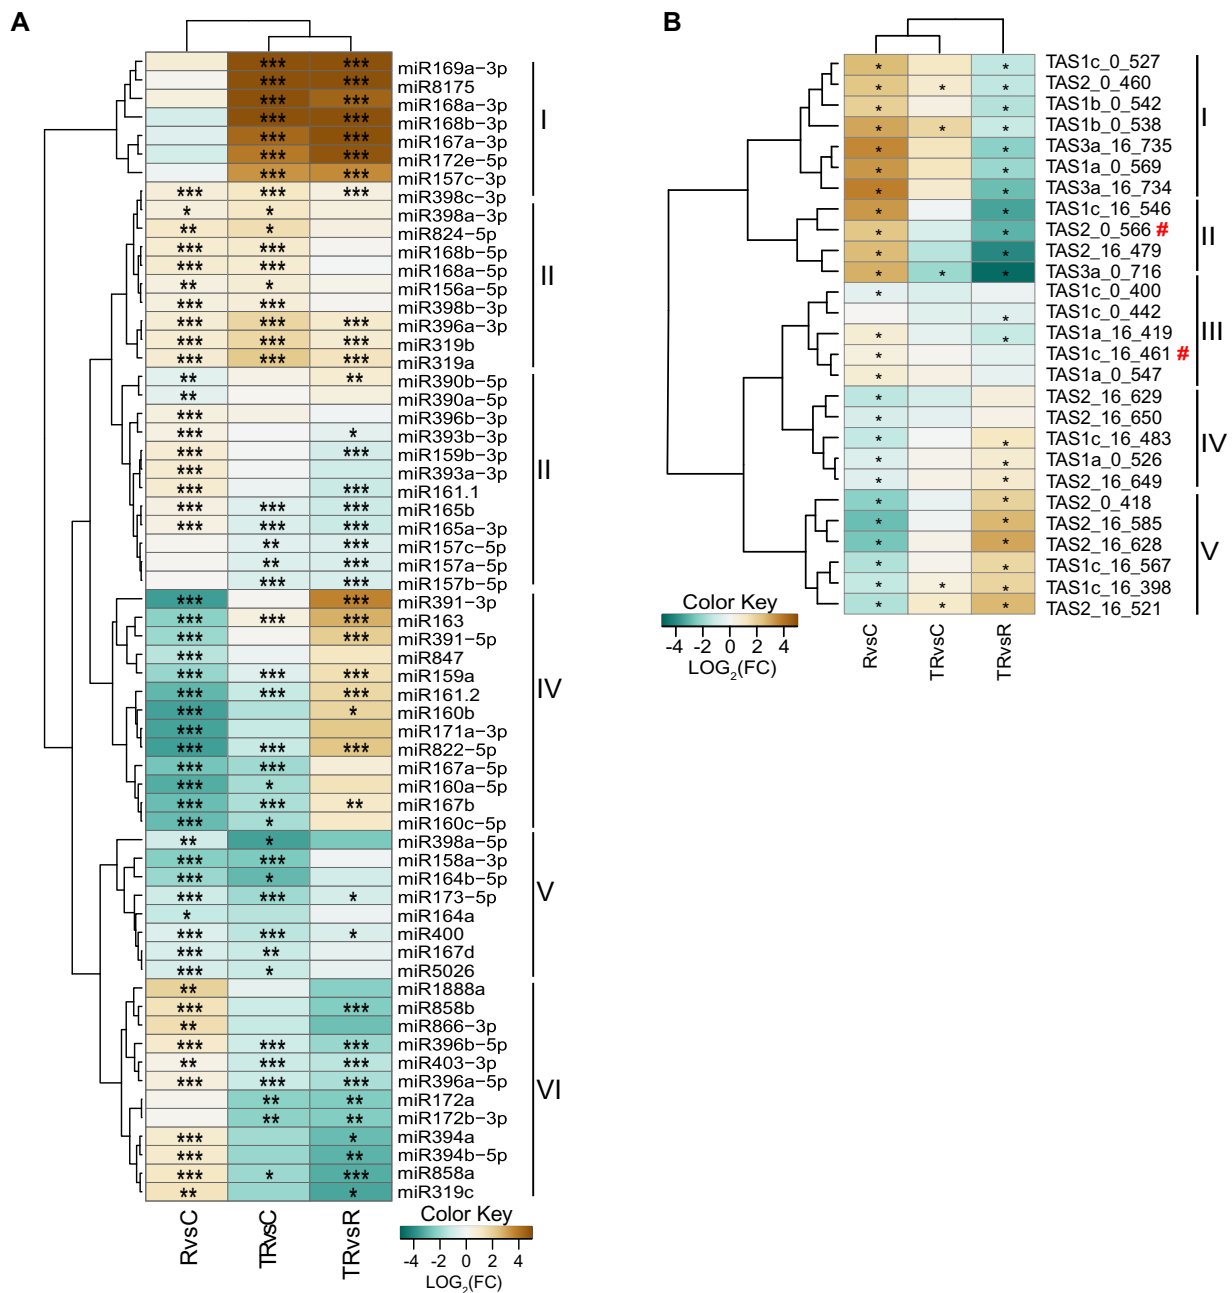 A
*** ***
miR169a−3p
*** ***
miR8175
*** ***
miR168a−3p
*** ***
miR168b−3p
*** ***
miR167a−3p
*** ***
miR172e−5p
*** ***
miR157c−3p
*** *** ***
miR398c−3p
* *
miR398a−3p
** *
miR824−5p
*** ***
miR168b−5p
*** ***
miR168a−5p
** *
miR156a−5p
*** ***
miR398b−3p
*** *** ***
miR396a−3p
*** *** ***
miR319b
*** *** ***
miR319a
** **
miR390b−5p
**
miR390a−5p
***
miR396b−3p
*** *
miR393b−3p
*** ***
miR159b−3p
***
miR393a−3p
*** ***
miR161.1
*** *** ***
miR165b
*** *** ***
miR165a−3p
** ***
miR157c−5p
** ***
miR157a−5p
*** ***
miR157b−5p
*** ***
miR391−3p
*** *** ***
miR163
*** ***
miR391−5p
***
miR847
*** *** ***
miR159a
*** *** ***
miR161.2
*** *
miR160b
***
miR171a−3p
*** *** ***
miR822−5p
*** ***
miR167a−5p
*** *
miR160a−5p
*** *** **
miR167b
*** *
miR160c−5p
** *
miR398a−5p
*** ***
miR158a−3p
*** *
miR164b−5p
*** *** *
miR173−5p
*
miR164a
*** *** *
miR400
*** **
miR167d
*** *
miR5026
**
miR1888a
*** ***
miR858b
**
miR866−3p
*** *** ***
miR396b−5p
** *** ***
miR403−3p
*** *** ***
miR396a−5p
** **
miR172a
** **
miR172b−3p
*** *
miR394a
*** **
miR394b−5p
*** * ***
miR858a
** *
miR319c
I
II
II
IV
V
VI
RvsC
TRvsC
TRvsR
Color Key
-4 -2 0 2 4
LOG2(FC)
B
* *
TAS1c_0_527
* * *
TAS2_0_460
* *
TAS1b_0_542
* * *
TAS1b_0_538
* *
TAS3a_16_735
* *
TAS1a_0_569
* *
TAS3a_16_734
* *
TAS1c_16_546
* *
TAS2_0_566 #
* *
TAS2_16_479
* * *
TAS3a_0_716
*
TAS1c_0_400
*
TAS1c_0_442
* *
TAS1a_16_419
*
TAS1c_16_461 #
*
TAS1a_0_547
*
TAS2_16_629
*
TAS2_16_650
* *
TAS1c_16_483
* *
TAS1a_0_526
* *
TAS2_16_649
* *
TAS2_0_418
* *
TAS2_16_585
* *
TAS2_16_628
* *
TAS1c_16_567
* * *
TAS1c_16_398
* * *
TAS2_16_521
I
II
III
IV
V
Color Key
-4 -2 0 2 4
LOG2(FC)
RvsC
TRvsC
TRvsR